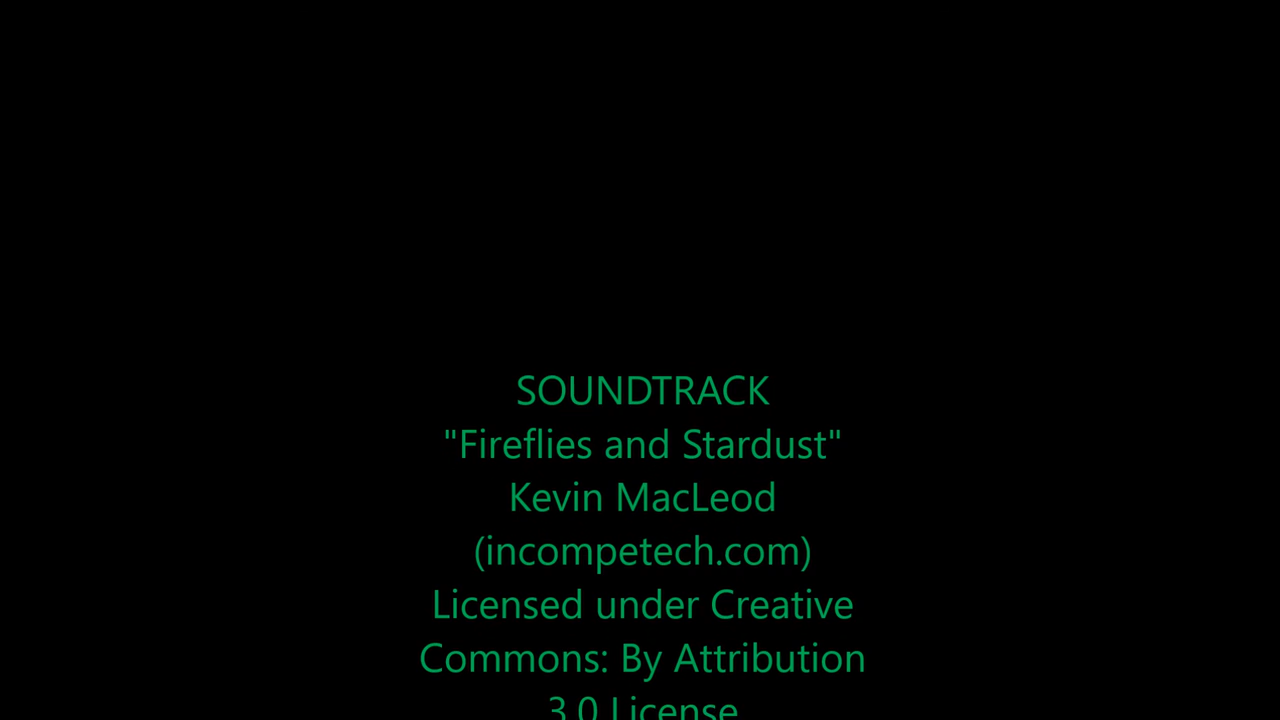 SOUNDTRACK
"Fireflies and Stardust"
Kevin MacLeod
(incompetech.com)
Licensed under Creative
Commons: By Attribution
3.0 License